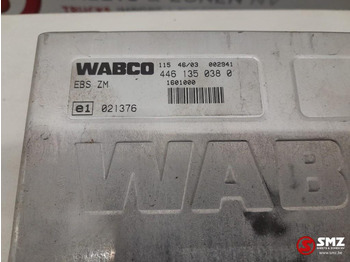 WABCO
115 46/03 002941
446 135 038 0
EBS ZM
1601000
e1 021376
WAB
SMZ